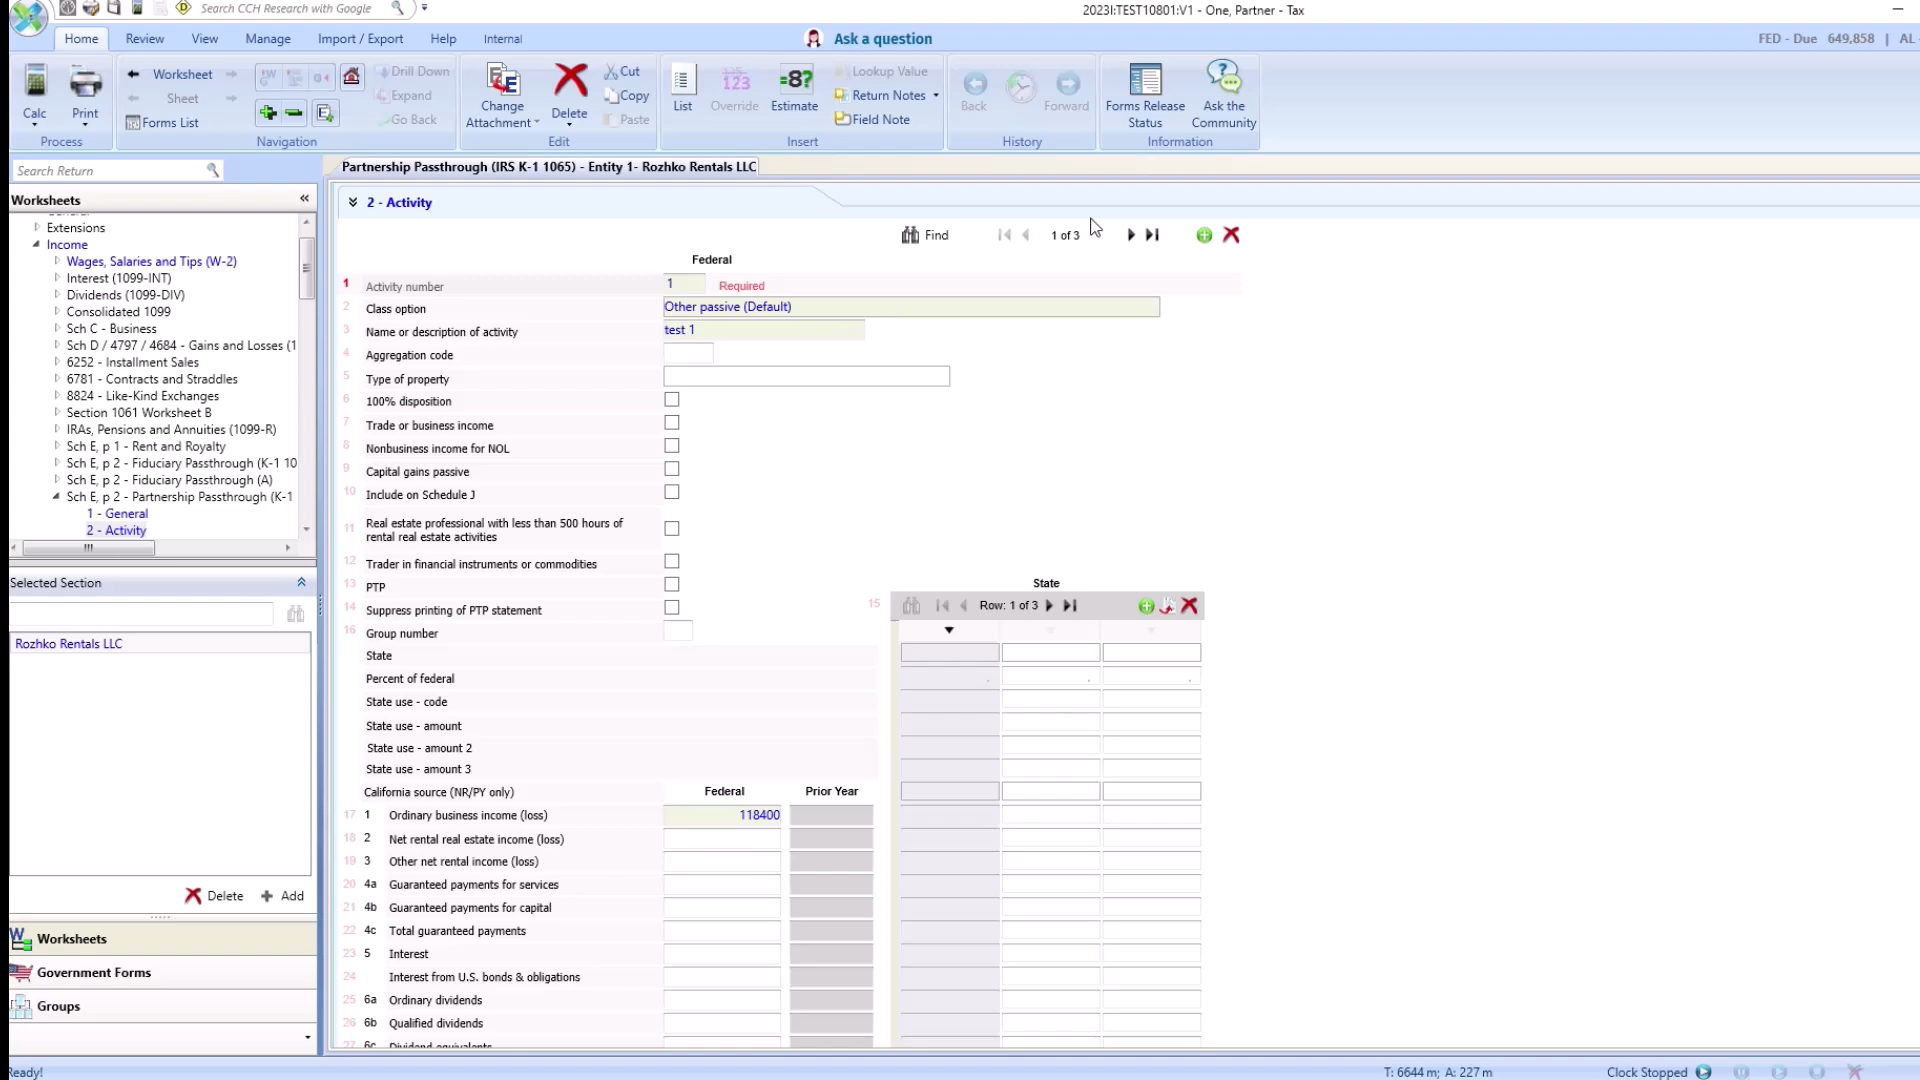 Search CCH Research with Google
2023I:TEST10801:V1 - One, Partner - Tax
Home Review View Manage Import / Export Help Internal
Ask a question
FED - Due 649,858 | AL -
Calc
Print
Process
Worksheet
Sheet
Forms List
Navigation
Drill Down
Expand
Go Back
Change
Attachment
Delete
Cut
Copy
Paste
Edit
List
123
Override
=8?
Estimate
Lookup Value
Return Notes
Field Note
Insert
Back
Forward
History
Forms Release
Status
Ask the
Community
Information
Search Return
Worksheets
Extensions
Income
Wages, Salaries and Tips (W-2)
Interest (1099-INT)
Dividends (1099-DIV)
Consolidated 1099
Sch C - Business
Sch D / 4797 / 4684 - Gains and Losses (1
6252 - Installment Sales
6781 - Contracts and Straddles
8824 - Like-Kind Exchanges
Section 1061 Worksheet B
IRAs, Pensions and Annuities (1099-R)
Sch E, p 1 - Rent and Royalty
Sch E, p 2 - Fiduciary Passthrough (K-1 10
Sch E, p 2 - Fiduciary Passthrough (A)
Sch E, p 2 - Partnership Passthrough (K-1
1 - General
2 - Activity
Selected Section
Rozhko Rentals LLC
Delete Add
Worksheets
Government Forms
Groups
Partnership Passthrough (IRS K-1 1065) - Entity 1- Rozhko Rentals LLC
2 - Activity
Find 1 of 3
Federal
1 Activity number 1 Required
2 Class option Other passive (Default)
3 Name or description of activity test 1
4 Aggregation code
5 Type of property
6 100% disposition
7 Trade or business income
8 Nonbusiness income for NOL
9 Capital gains passive
10 Include on Schedule J
11 Real estate professional with less than 500 hours of
rental real estate activities
12 Trader in financial instruments or commodities
13 PTP
State
14 Suppress printing of PTP statement
15 Row: 1 of 3
16 Group number
State
Percent of federal
State use - code
State use - amount
State use - amount 2
State use - amount 3
California source (NR/PY only) Federal Prior Year
17 1 Ordinary business income (loss) 118400
18 2 Net rental real estate income (loss)
19 3 Other net rental income (loss)
20 4a Guaranteed payments for services
21 4b Guaranteed payments for capital
22 4c Total guaranteed payments
23 5 Interest
24 Interest from U.S. bonds & obligations
25 6a Ordinary dividends
26 6b Qualified dividends
27 6c Dividend equivalents
Ready!
T: 6644 m; A: 227 m
Clock Stopped